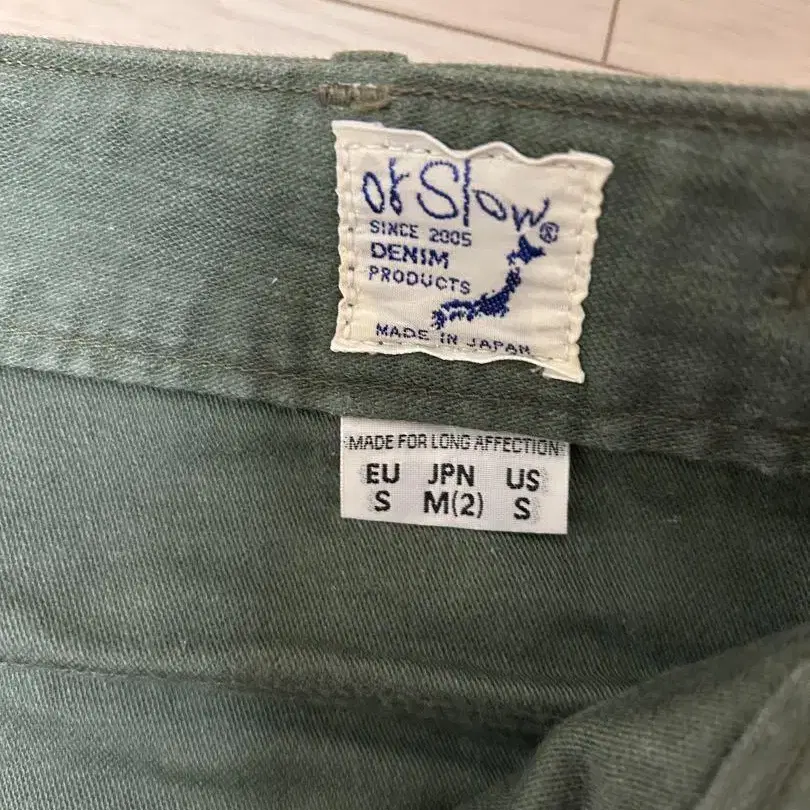 orSlow®
SINCE 2005
DENIM
PRODUCTS
MADE IN JAPAN
MADE FOR LONG AFFECTION
EU JPN US
S M(2) S